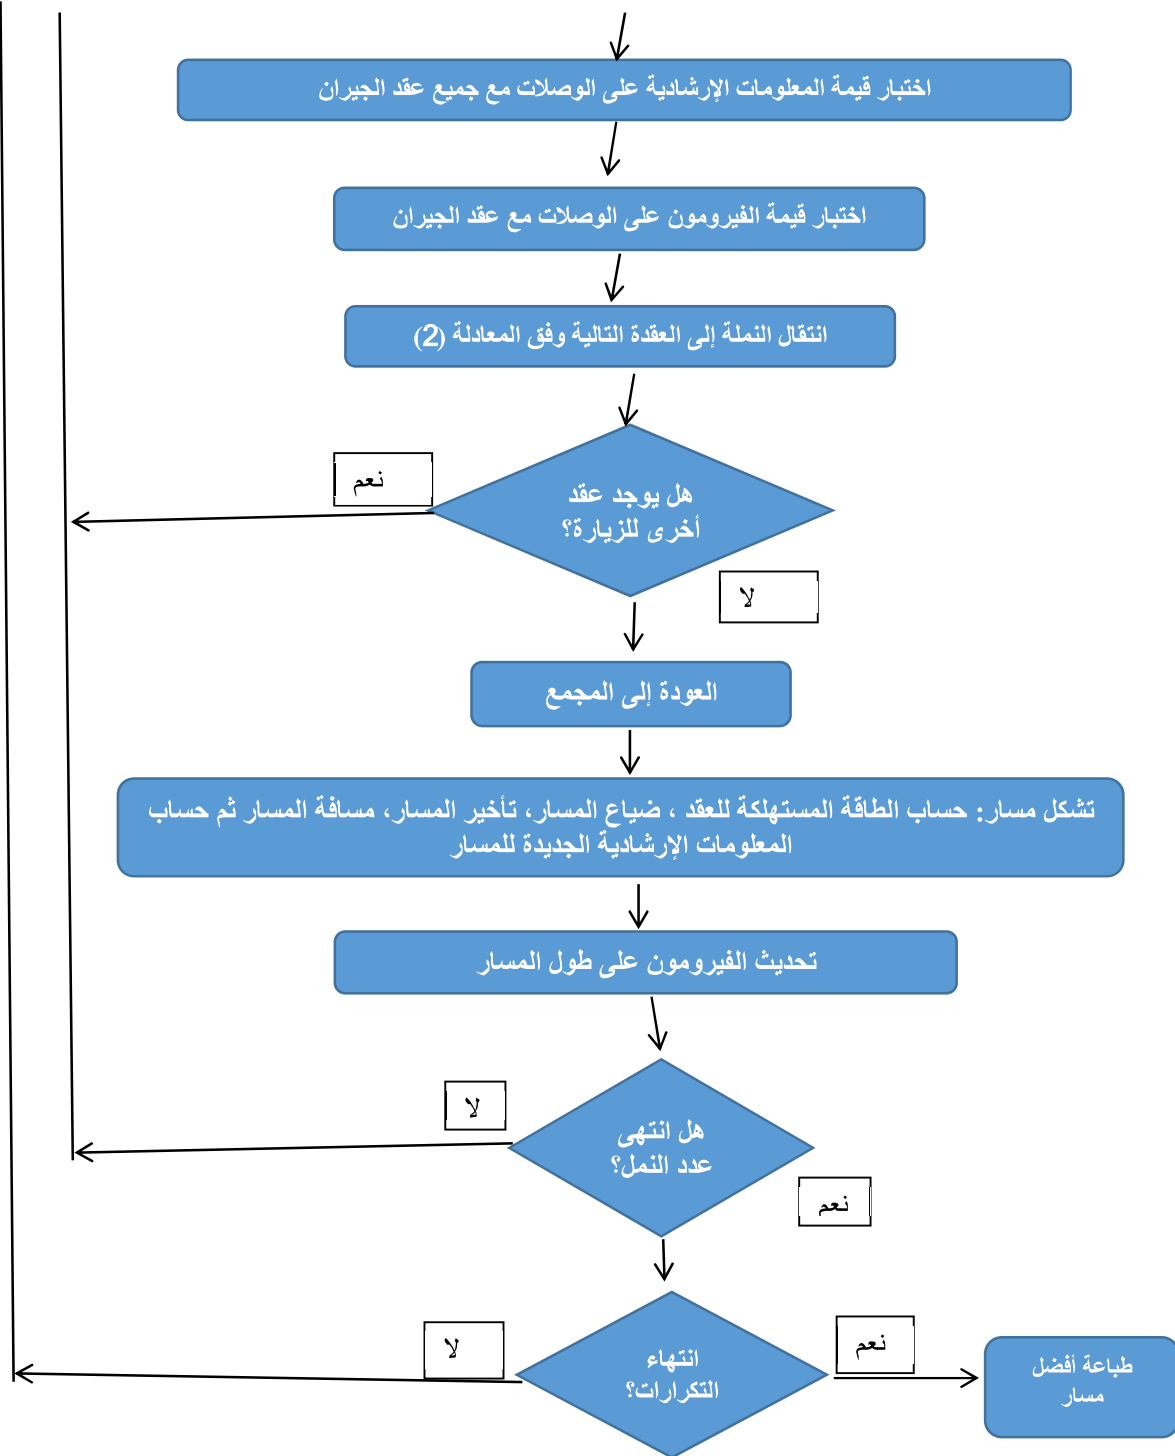 اختبار قيمة المعلومات الإرشادية على الوصلات مع جميع عقد الجيران
اختبار قيمة الفيرومون على الوصلات مع عقد الجيران
انتقال النملة إلى العقدة التالية وفق المعادلة (2)
نعم
هل يوجد عقد
أخرى للزيارة؟
لا
العودة إلى المجمع
تشكل مسار: حساب الطاقة المستهلكة للعقد ، ضياع المسار، تأخير المسار، مسافة المسار ثم حساب
المعلومات الإرشادية الجديدة للمسار
تحديث الفيرومون على طول المسار
لا
هل انتهى
عدد النمل؟
نعم
لا
انتهاء
التكرارات؟
نعم
طباعة أفضل
مسار